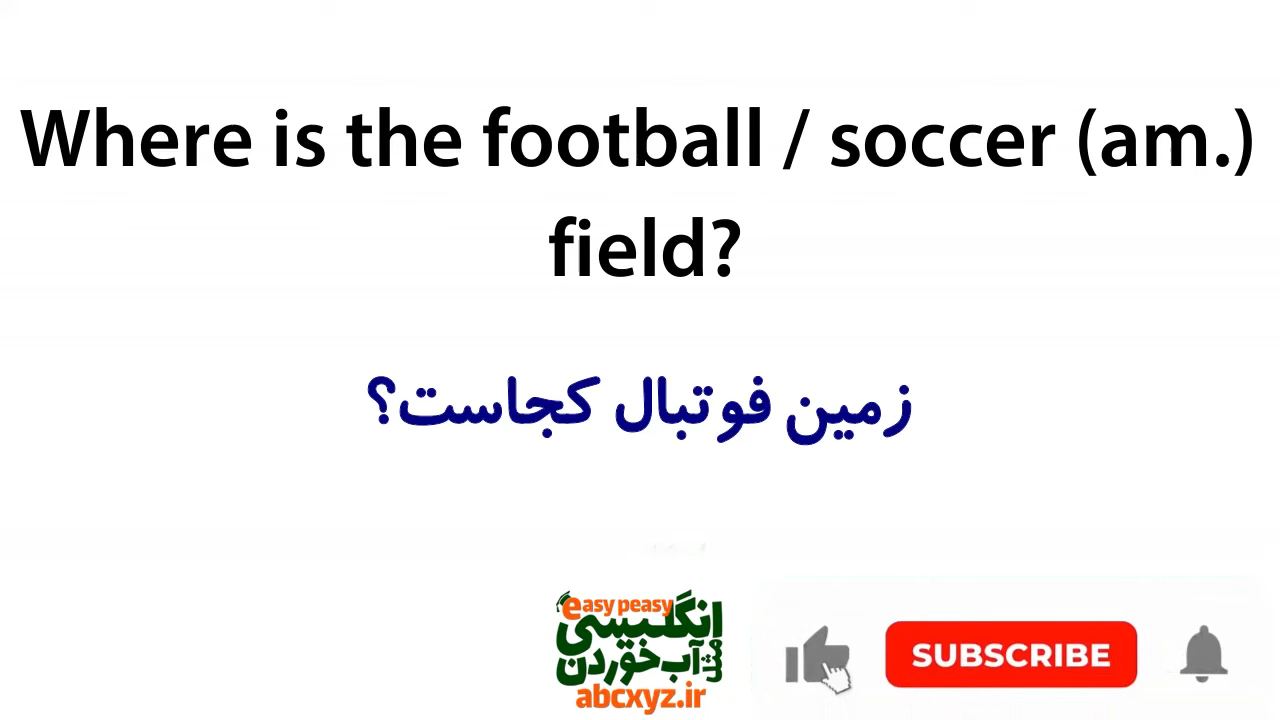 Where is the football / soccer (am.)
field?
زمین فوتبال کجاست؟
easy peasy
انگلیسی
مثل آب خوردن
abcxyz.ir
SUBSCRIBE